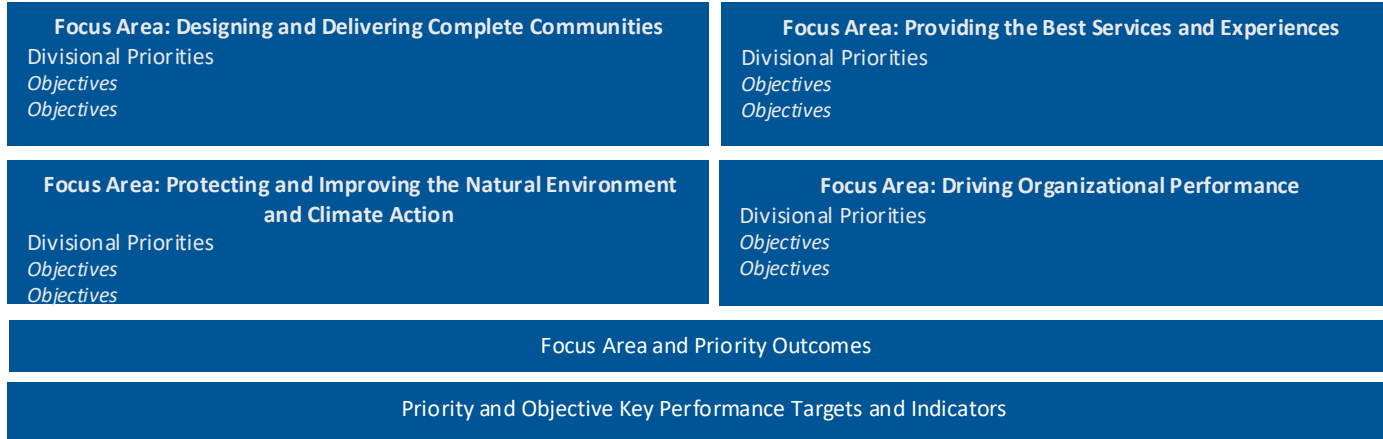 Focus Area: Designing and Delivering Complete Communities
Divisional Priorities
Objectives
Objectives
Focus Area: Providing the Best Services and Experiences
Divisional Priorities
Objectives
Objectives
Focus Area: Protecting and Improving the Natural Environment
and Climate Action
Divisional Priorities
Objectives
Objectives
Focus Area: Driving Organizational Performance
Divisional Priorities
Objectives
Objectives
Focus Area and Priority Outcomes
Priority and Objective Key Performance Targets and Indicators